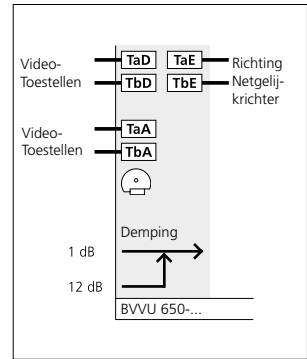 Video-
Toestellen
TaD
TbD
TaE
TbE
Richting
Netgelij-
krichter
Video-
Toestellen
TaA
TbA
Demping
1 dB
12 dB
BVVU 650-...